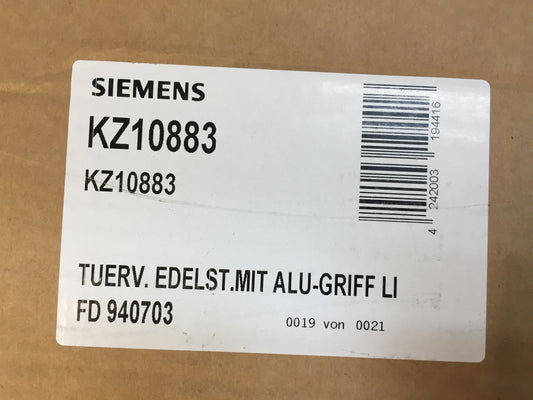 SIEMENS
KZ10883
KZ10883
4 242003 194416
TUERV. EDELST.MIT ALU-GRIFF LI
FD 940703
0019 von 0021